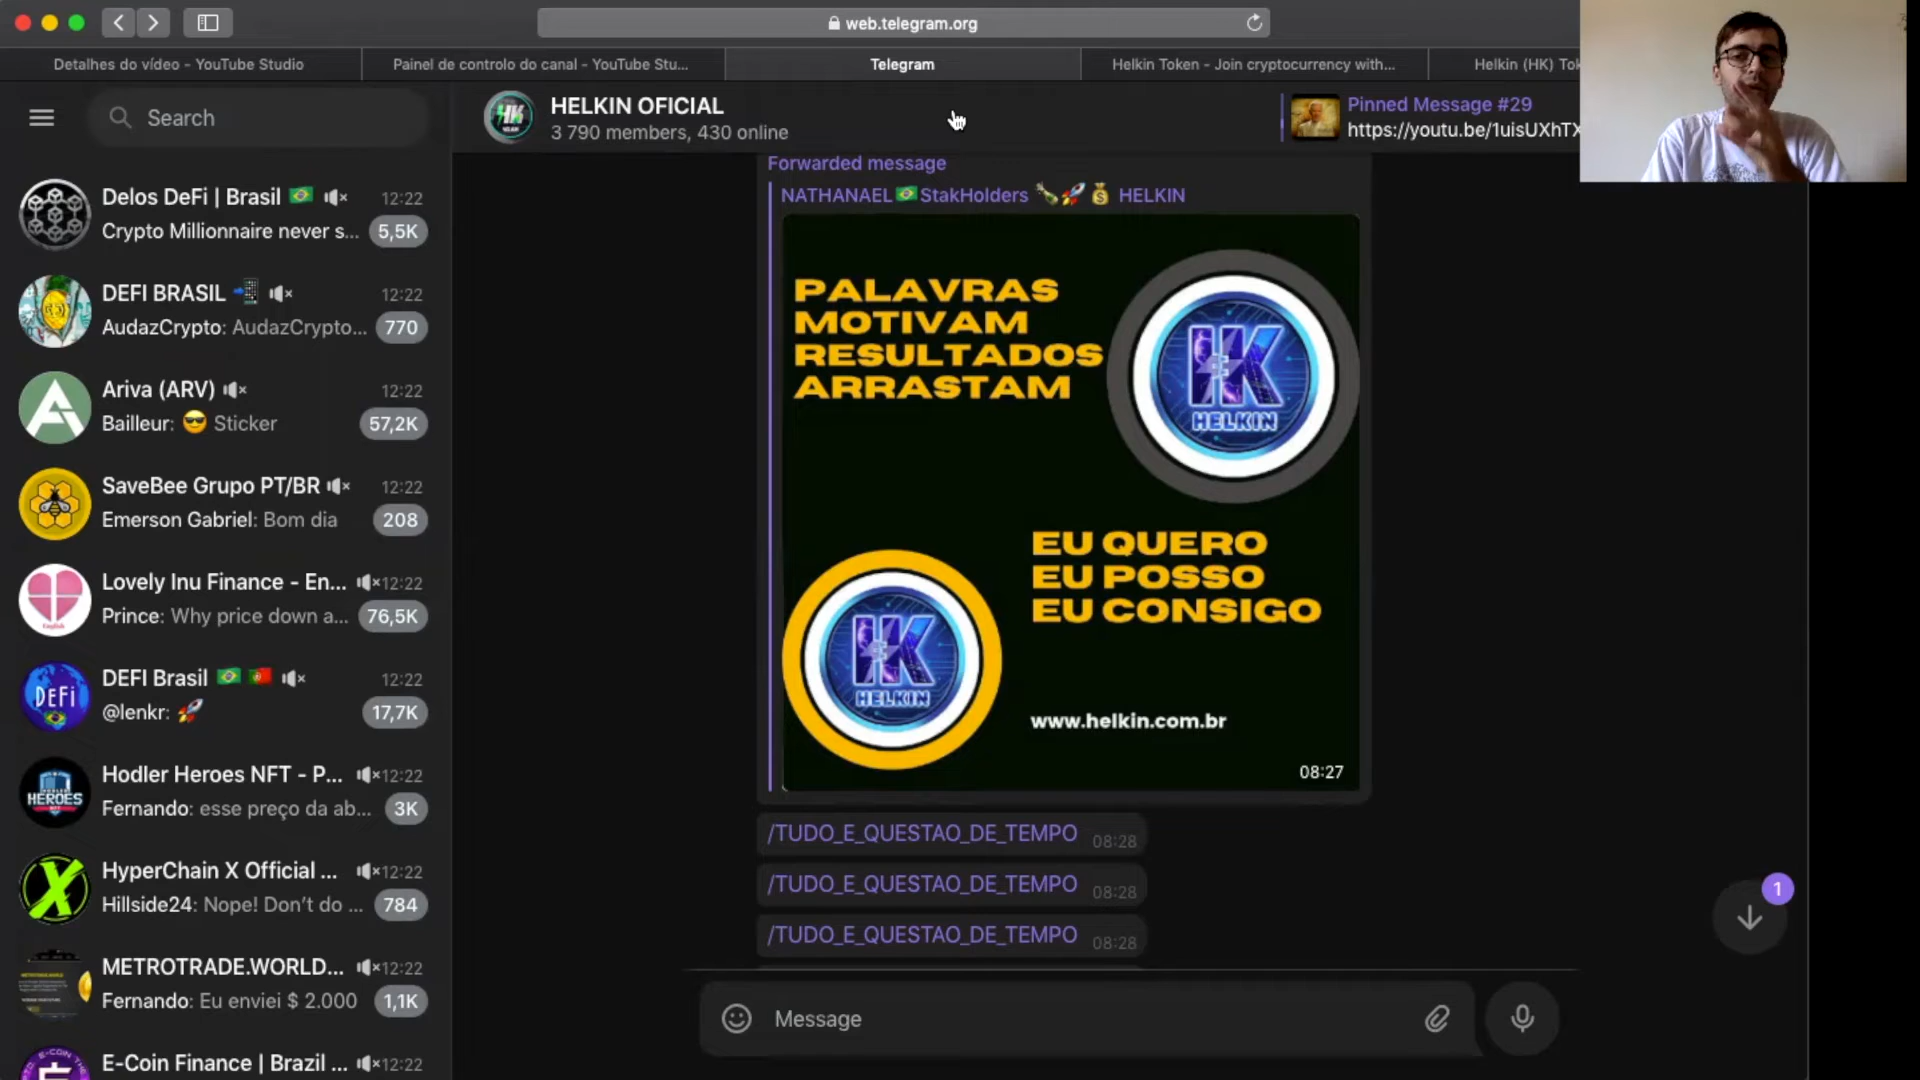 web.telegram.org
Detalhes do vídeo - YouTube Studio
Painel de controlo do canal - YouTube Stu...
Telegram
Helkin Token - Join cryptocurrency with...
Helkin (HK) Tok
Search
HELKIN OFICIAL
3 790 members, 430 online
Pinned Message #29
https://youtu.be/1uisUXhTX
Delos DeFi | Brasil 🇧🇷 12:22
Crypto Millionnaire never s... 5,5K
DEFI BRASIL 📲 12:22
AudazCrypto: AudazCrypto... 770
Ariva (ARV) 12:22
Bailleur: 😎 Sticker 57,2K
SaveBee Grupo PT/BR 12:22
Emerson Gabriel: Bom dia 208
Lovely Inu Finance - En... 12:22
Prince: Why price down a... 76,5K
DEFI Brasil 🇧🇷 🇵🇹 12:22
@lenkr: 🚀 17,7K
DEFI
Hodler Heroes NFT - P... 12:22
Fernando: esse preço da ab... 3K
HODLER
HEROES
HyperChain X Official ... 12:22
Hillside24: Nope! Don't do ... 784
METROTRADE.WORLD... 12:22
Fernando: Eu enviei $ 2.000 1,1K
E-Coin Finance | Brazil ... 12:22
Forwarded message
NATHANAEL🇧🇷StakHolders 🍾🚀💰 HELKIN
PALAVRAS
MOTIVAM
RESULTADOS
ARRASTAM
HK
HELKIN
EU QUERO
EU POSSO
EU CONSIGO
HK
HELKIN
www.helkin.com.br
08:27
/TUDO_E_QUESTAO_DE_TEMPO 08:28
/TUDO_E_QUESTAO_DE_TEMPO 08:28
/TUDO_E_QUESTAO_DE_TEMPO 08:28
1
Message